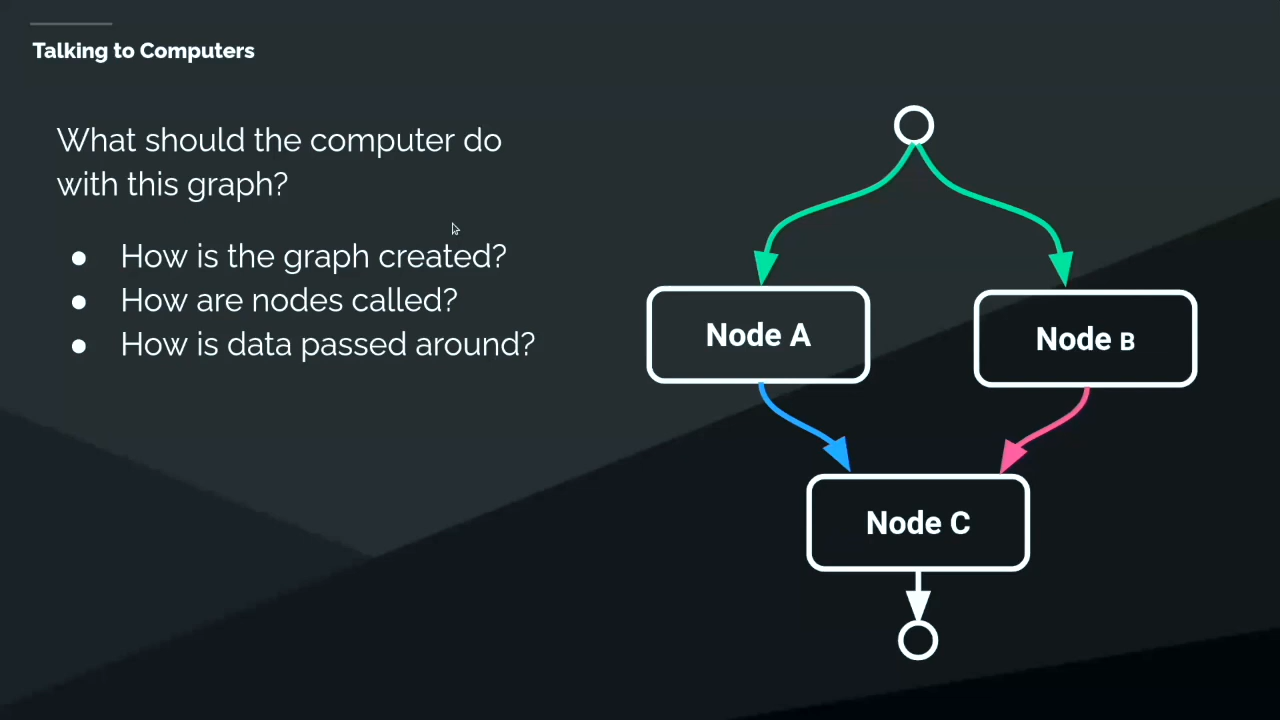 Talking to Computers
What should the computer do
with this graph?
● How is the graph created?
● How are nodes called?
● How is data passed around?
Node A
Node B
Node C